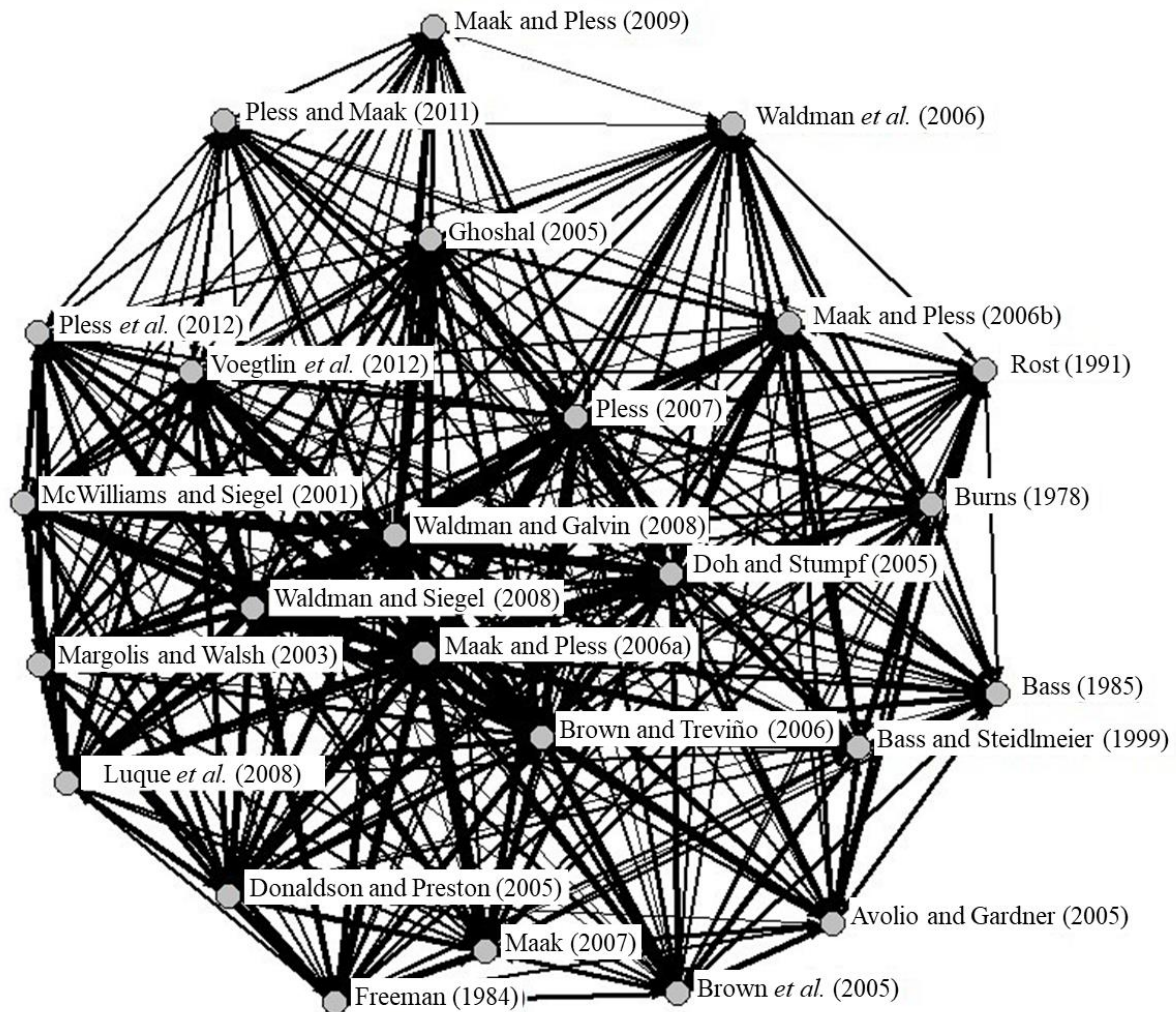 Maak and Pless (2009)
Pless and Maak (2011)
Waldman et al. (2006)
Ghoshal (2005)
Pless et al. (2012)
Maak and Pless (2006b)
Voegtlin et al. (2012)
Rost (1991)
Pless (2007)
McWilliams and Siegel (2001)
Burns (1978)
Waldman and Galvin (2008)
Doh and Stumpf (2005)
Waldman and Siegel (2008)
Maak and Pless (2006a)
Margolis and Walsh (2003)
Bass (1985)
Brown and Treviño (2006)
Bass and Steidlmeier (1999)
Luque et al. (2008)
Donaldson and Preston (2005)
Avolio and Gardner (2005)
Maak (2007)
Brown et al. (2005)
Freeman (1984)